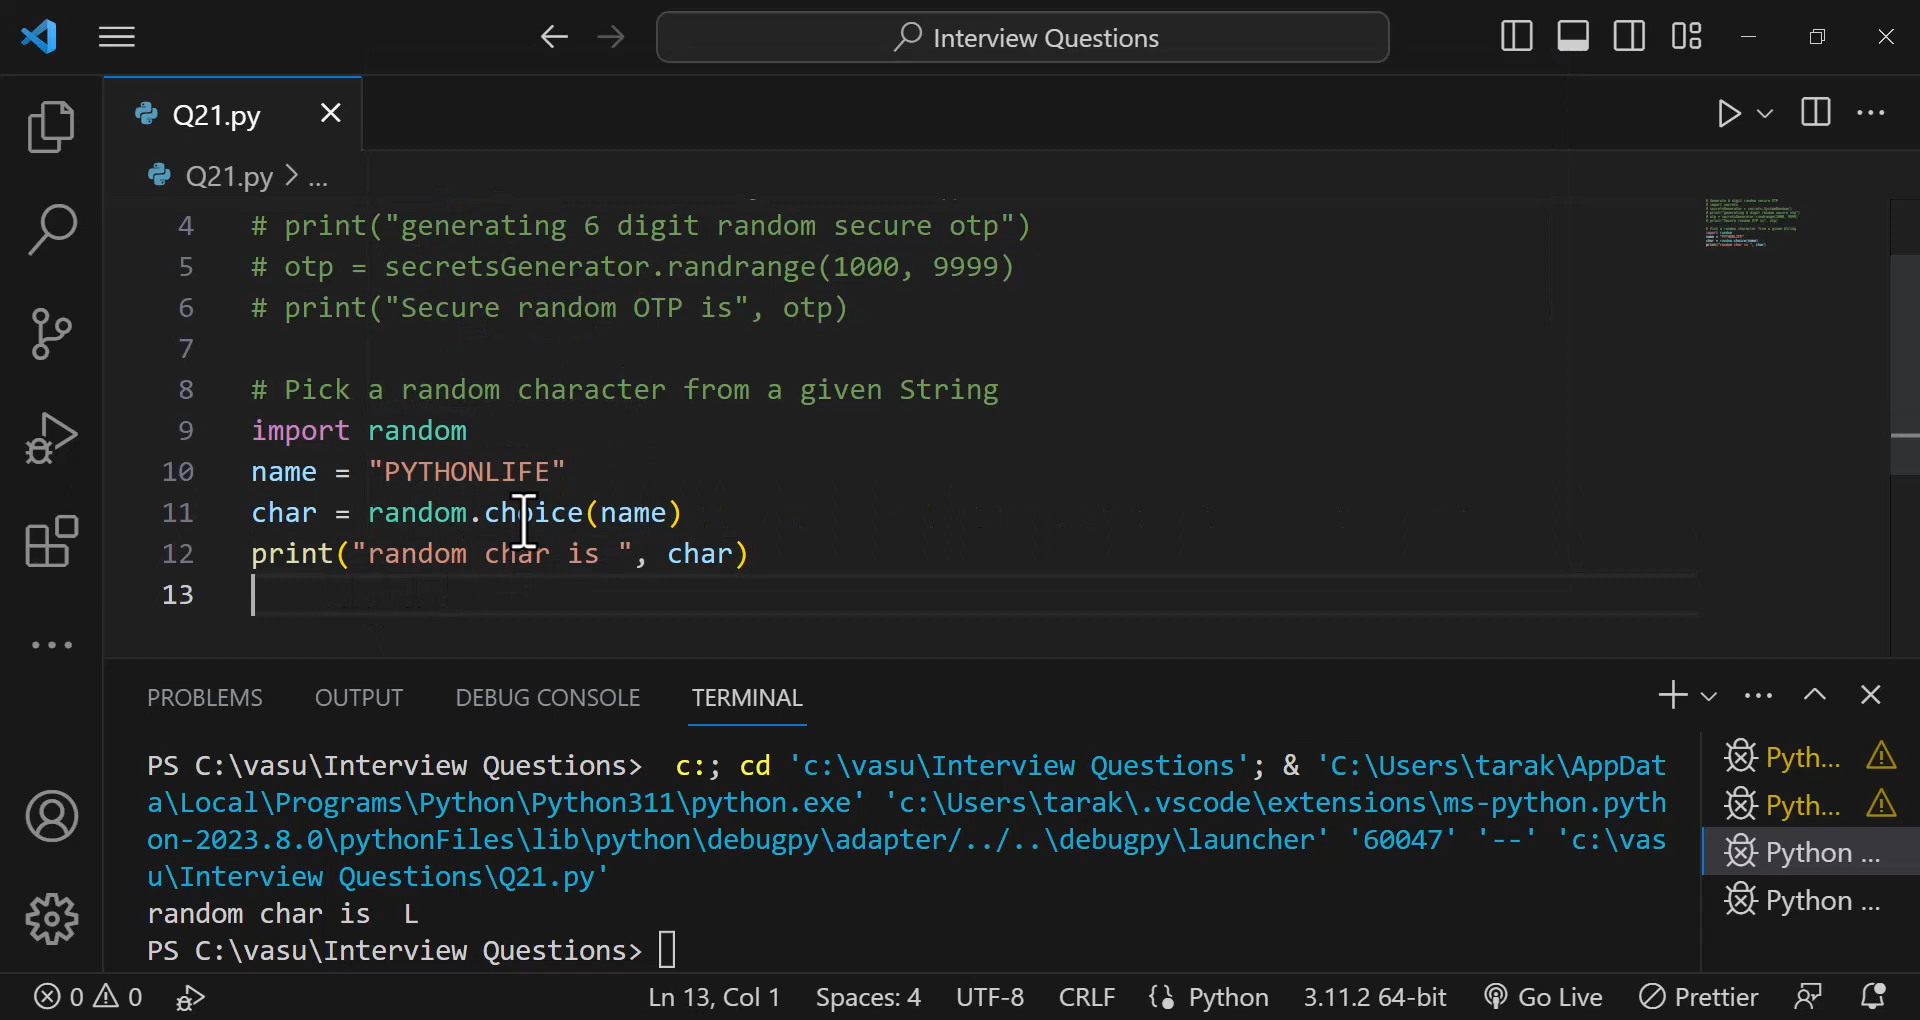 Interview Questions
Q21.py
Q21.py > ...
4 # print("generating 6 digit random secure otp")
5 # otp = secretsGenerator.randrange(1000, 9999)
6 # print("Secure random OTP is", otp)
7
8 # Pick a random character from a given String
9 import random
10 name = "PYTHONLIFE"
11 char = random.choice(name)
12 print("random char is ", char)
13
PROBLEMS OUTPUT DEBUG CONSOLE TERMINAL
PS C:\vasu\Interview Questions>  c:; cd 'c:\vasu\Interview Questions'; & 'C:\Users\tarak\AppDat
a\Local\Programs\Python\Python311\python.exe' 'c:\Users\tarak\.vscode\extensions\ms-python.pyth
on-2023.8.0\pythonFiles\lib\python\debugpy\adapter/../..\debugpy\launcher' '60047' '--' 'c:\vas
u\Interview Questions\Q21.py'
random char is  L
PS C:\vasu\Interview Questions>
Pyth...
Pyth...
Python ...
Python ...
0 0 Ln 13, Col 1 Spaces: 4 UTF-8 CRLF Python 3.11.2 64-bit Go Live Prettier